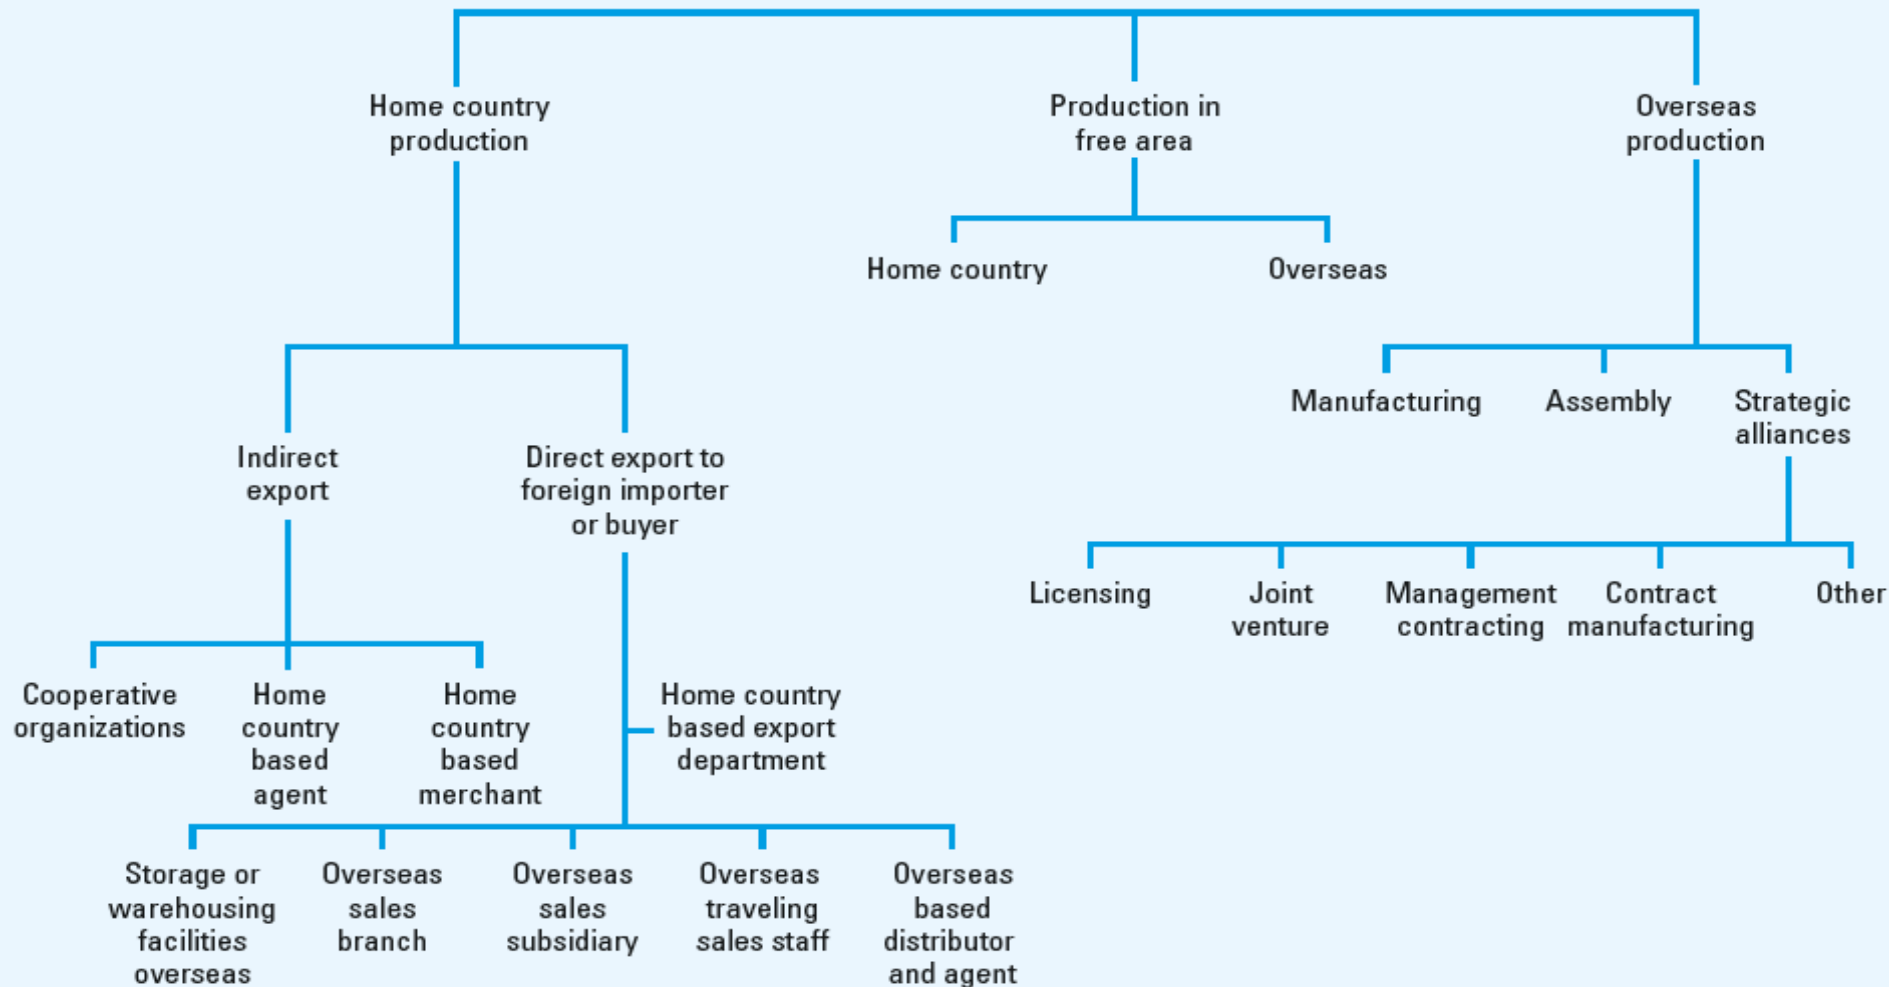 Home country
production
Production in
free area
Overseas
production
Home country
Overseas
Manufacturing
Assembly
Strategic
alliances
Indirect
export
Direct export to
foreign importer
or buyer
Licensing
Joint
venture
Management
contracting
Contract
manufacturing
Other
Cooperative
organizations
Home
country
based
agent
Home
country
based
merchant
Home country
based export
department
Storage or
warehousing
facilities
overseas
Overseas
sales
branch
Overseas
sales
subsidiary
Overseas
traveling
sales staff
Overseas
based
distributor
and agent